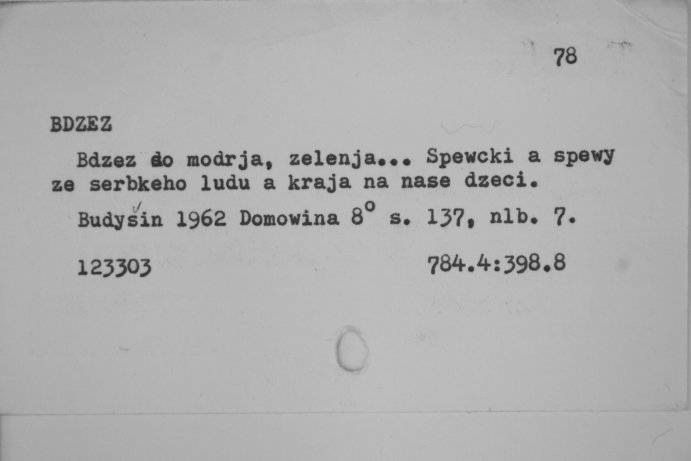 78
BDZEZ
Bdzez do modrja, zelenja... Spewcki a spewy
ze serbkeho ludu a kraja na nase dzeci.
Budyšin 1962 Domowina 8° s. 137, nlb. 7.
123303 784.4:398.8